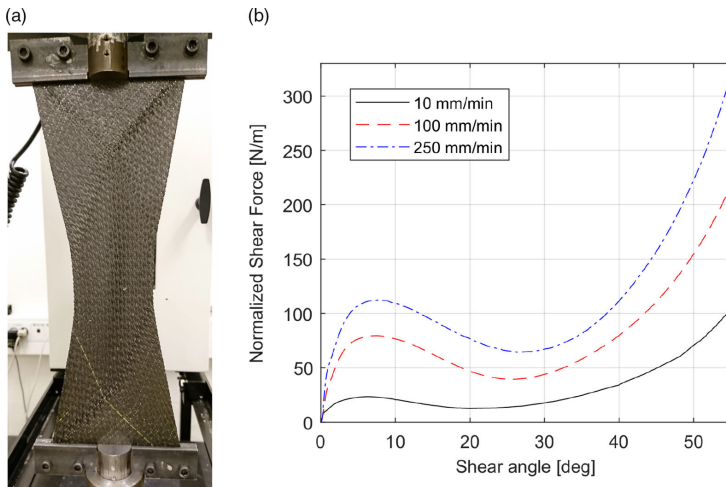 (a)
(b)
Normalized Shear Force [N/m]
300
250
200
150
100
50
0
10 mm/min
100 mm/min
250 mm/min
0
10
20
30
40
50
Shear angle [deg]